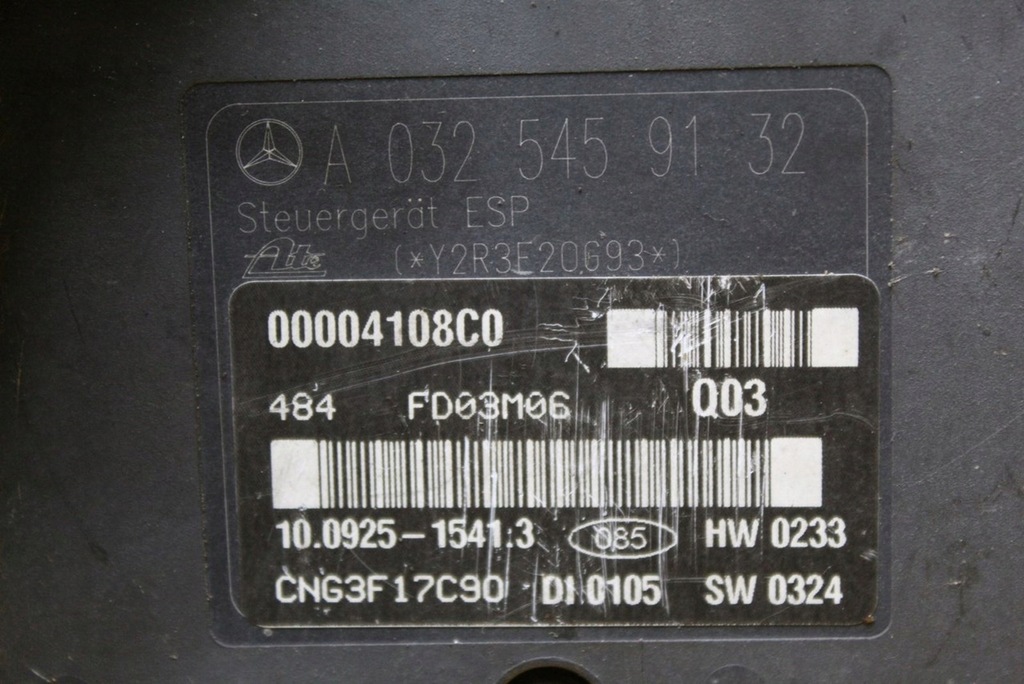 A 032 545 91 32
Steuergerät ESP
Ate (*Y2R3E20693*)
00004108C0
484 FD03M06 Q03
10.0925-1541.3 085 HW 0233
CNG3F17C90 DI 0105 SW 0324